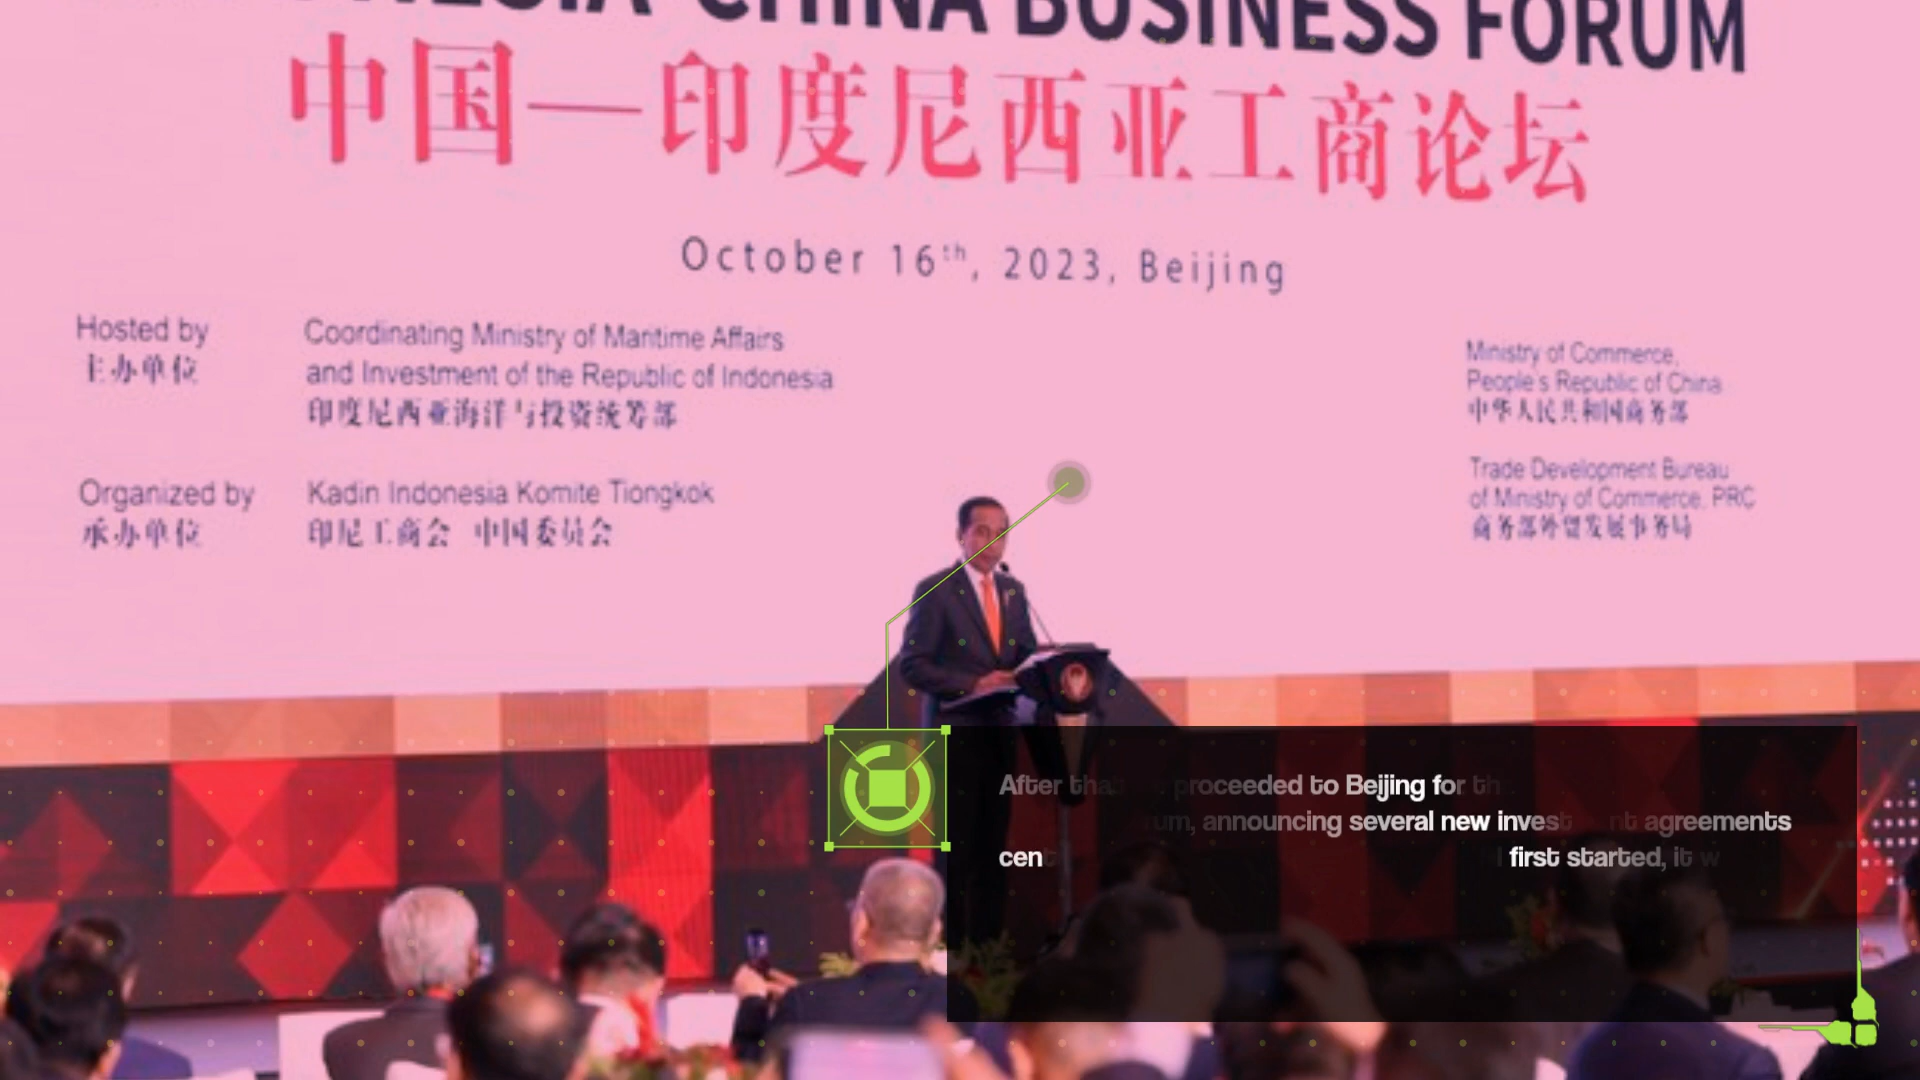 CHINA BUSINESS FORUM
中国—印度尼西亚工商论坛
October 16th, 2023, Beijing
Hosted by
主办单位
Coordinating Ministry of Maritime Affairs
and Investment of the Republic of Indonesia
印度尼西亚海洋与投资统筹部
Organized by
承办单位
Kadin Indonesia Komite Tiongkok
印尼工商会 中国委员会
Ministry of Commerce,
People's Republic of China
中华人民共和国商务部
Trade Development Bureau
of Ministry of Commerce, PRC
商务部外贸发展事务局
After proceeded to Beijing for
announcing several new agreements
first started, it